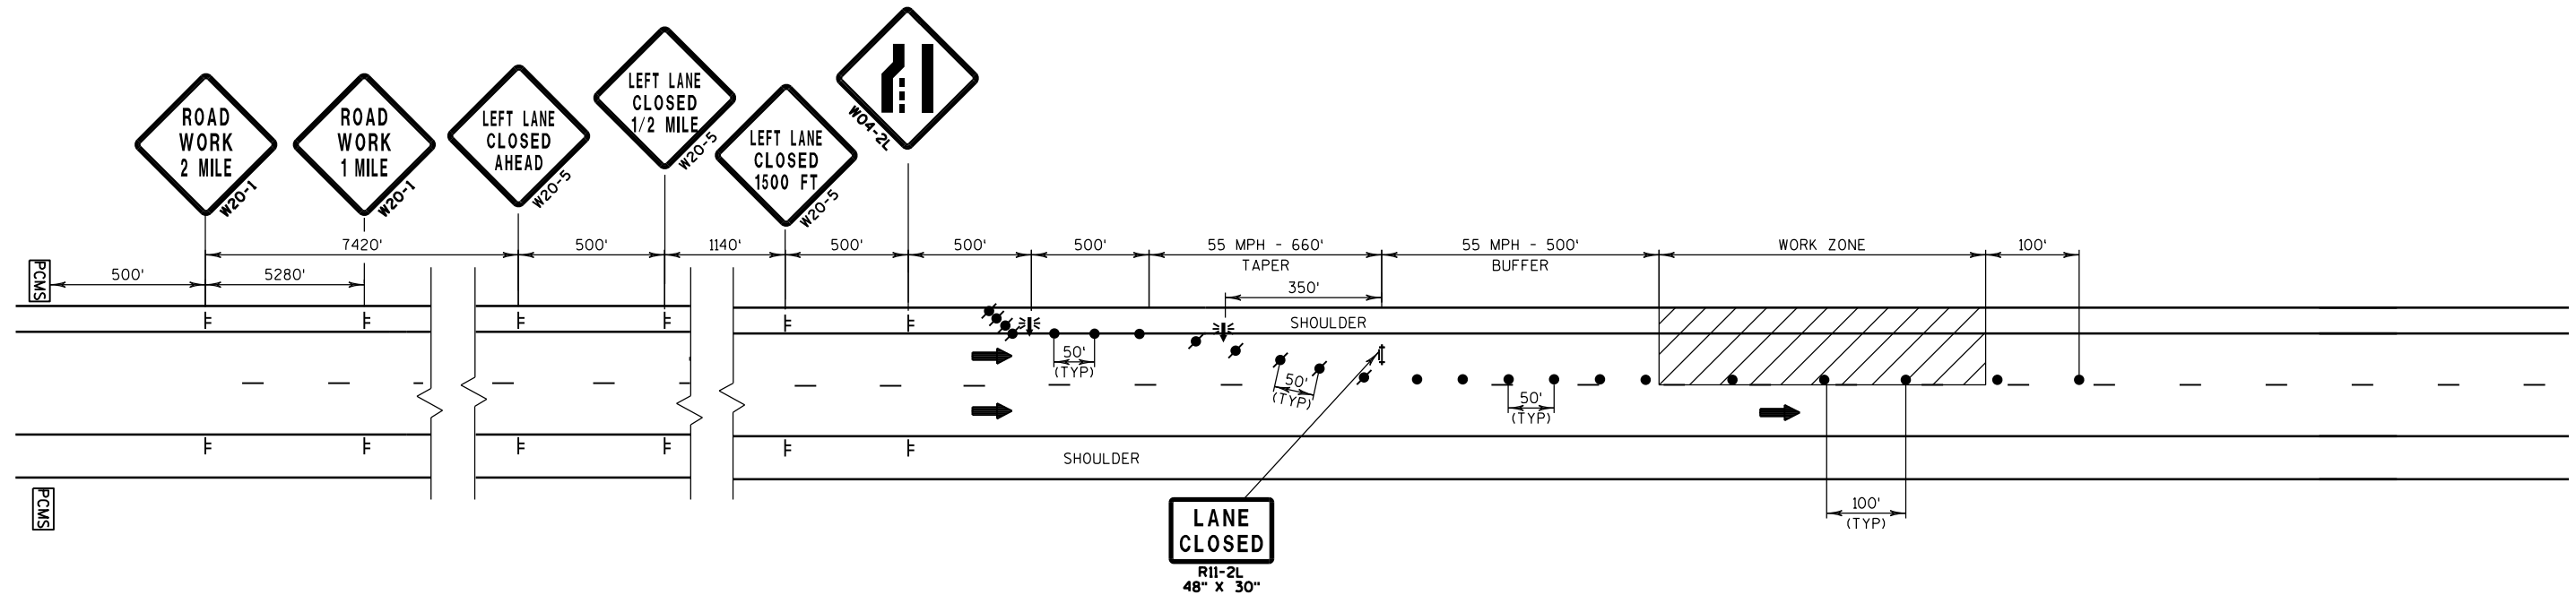 ROAD
WORK
2 MILE
W20-1
ROAD
WORK
1 MILE
W20-1
LEFT LANE
CLOSED
AHEAD
W20-5
LEFT LANE
CLOSED
1/2 MILE
W20-5
LEFT LANE
CLOSED
1500 FT
W20-5
W04-2L
7420'
500'
1140'
500'
500'
500'
55 MPH - 660'
TAPER
55 MPH - 500'
BUFFER
WORK ZONE
100'
PCMS
500'
5280'
350'
SHOULDER
50'
(TYP)
50'
(TYP)
50'
(TYP)
SHOULDER
PCMS
100'
(TYP)
LANE
CLOSED
R11-2L
48" X 30"